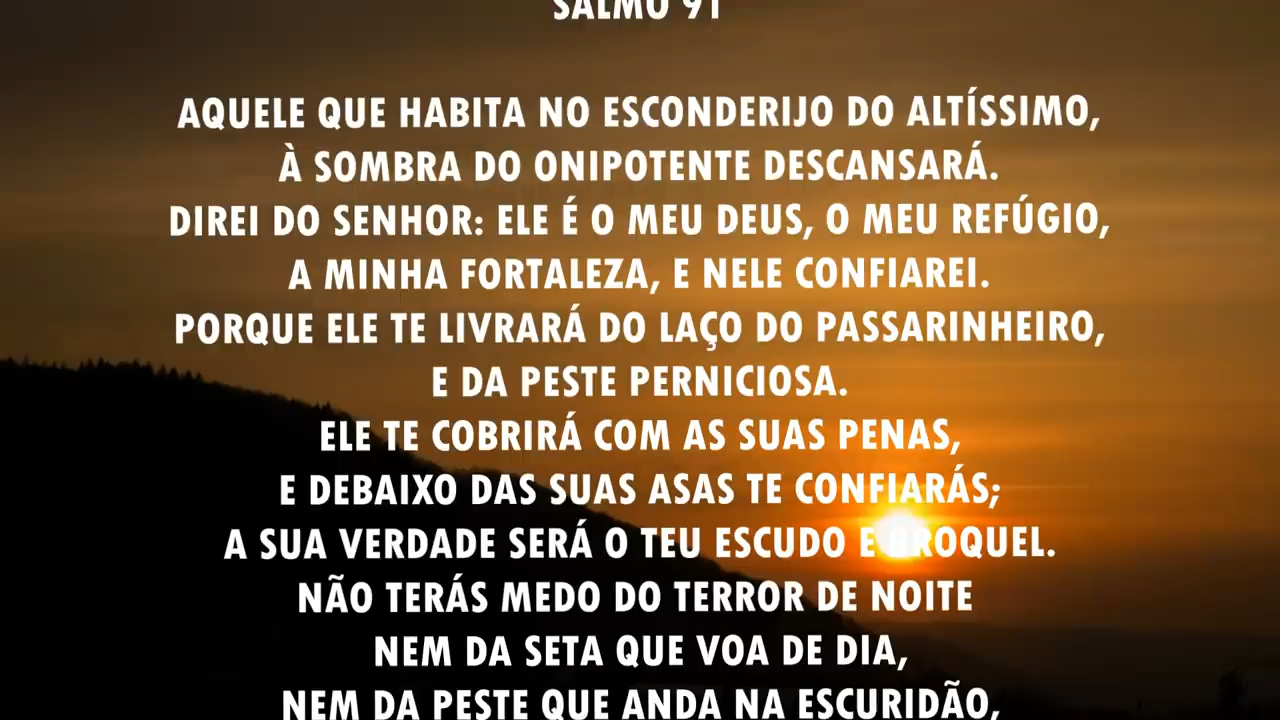 SALMO 91
AQUELE QUE HABITA NO ESCONDERIJO DO ALTÍSSIMO,
À SOMBRA DO ONIPOTENTE DESCANSARÁ.
DIREI DO SENHOR: ELE É O MEU DEUS, O MEU REFÚGIO,
A MINHA FORTALEZA, E NELE CONFIAREI.
PORQUE ELE TE LIVRARÁ DO LAÇO DO PASSARINHEIRO,
E DA PESTE PERNICIOSA.
ELE TE COBRIRÁ COM AS SUAS PENAS,
E DEBAIXO DAS SUAS ASAS TE CONFIARÁS;
A SUA VERDADE SERÁ O TEU ESCUDO E BROQUEL.
NÃO TERÁS MEDO DO TERROR DE NOITE
NEM DA SETA QUE VOA DE DIA,
NEM DA PESTE QUE ANDA NA ESCURIDÃO,